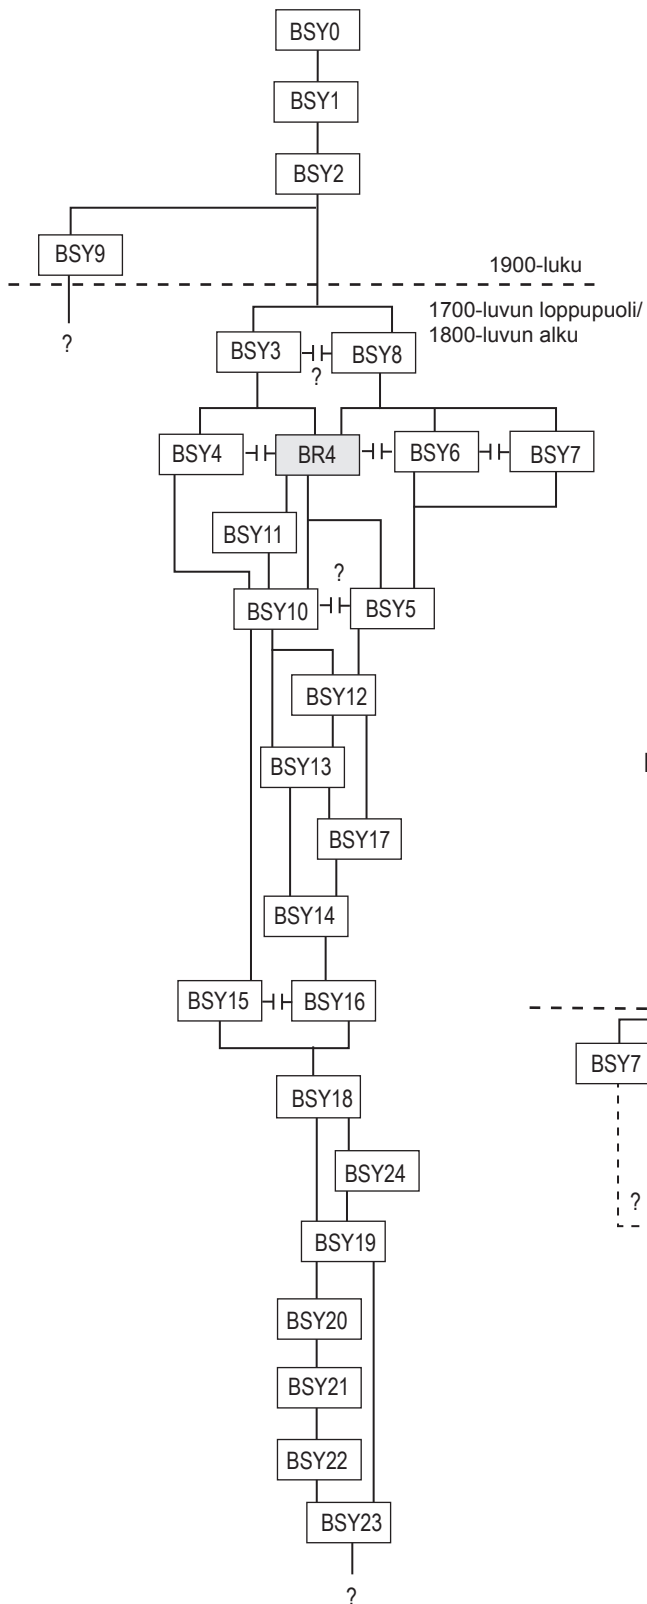 BSY0
BSY1
BSY2
BSY9
1900-luku
1700-luvun loppupuoli/
1800-luvun alku
?
BSY3
BSY8
?
BSY4
BR4
BSY6
BSY7
BSY11
?
BSY10
BSY5
BSY12
BSY13
BSY17
BSY14
BSY15
BSY16
BSY7
BSY18
BSY24
?
BSY19
BSY20
BSY21
BSY22
BSY23
?